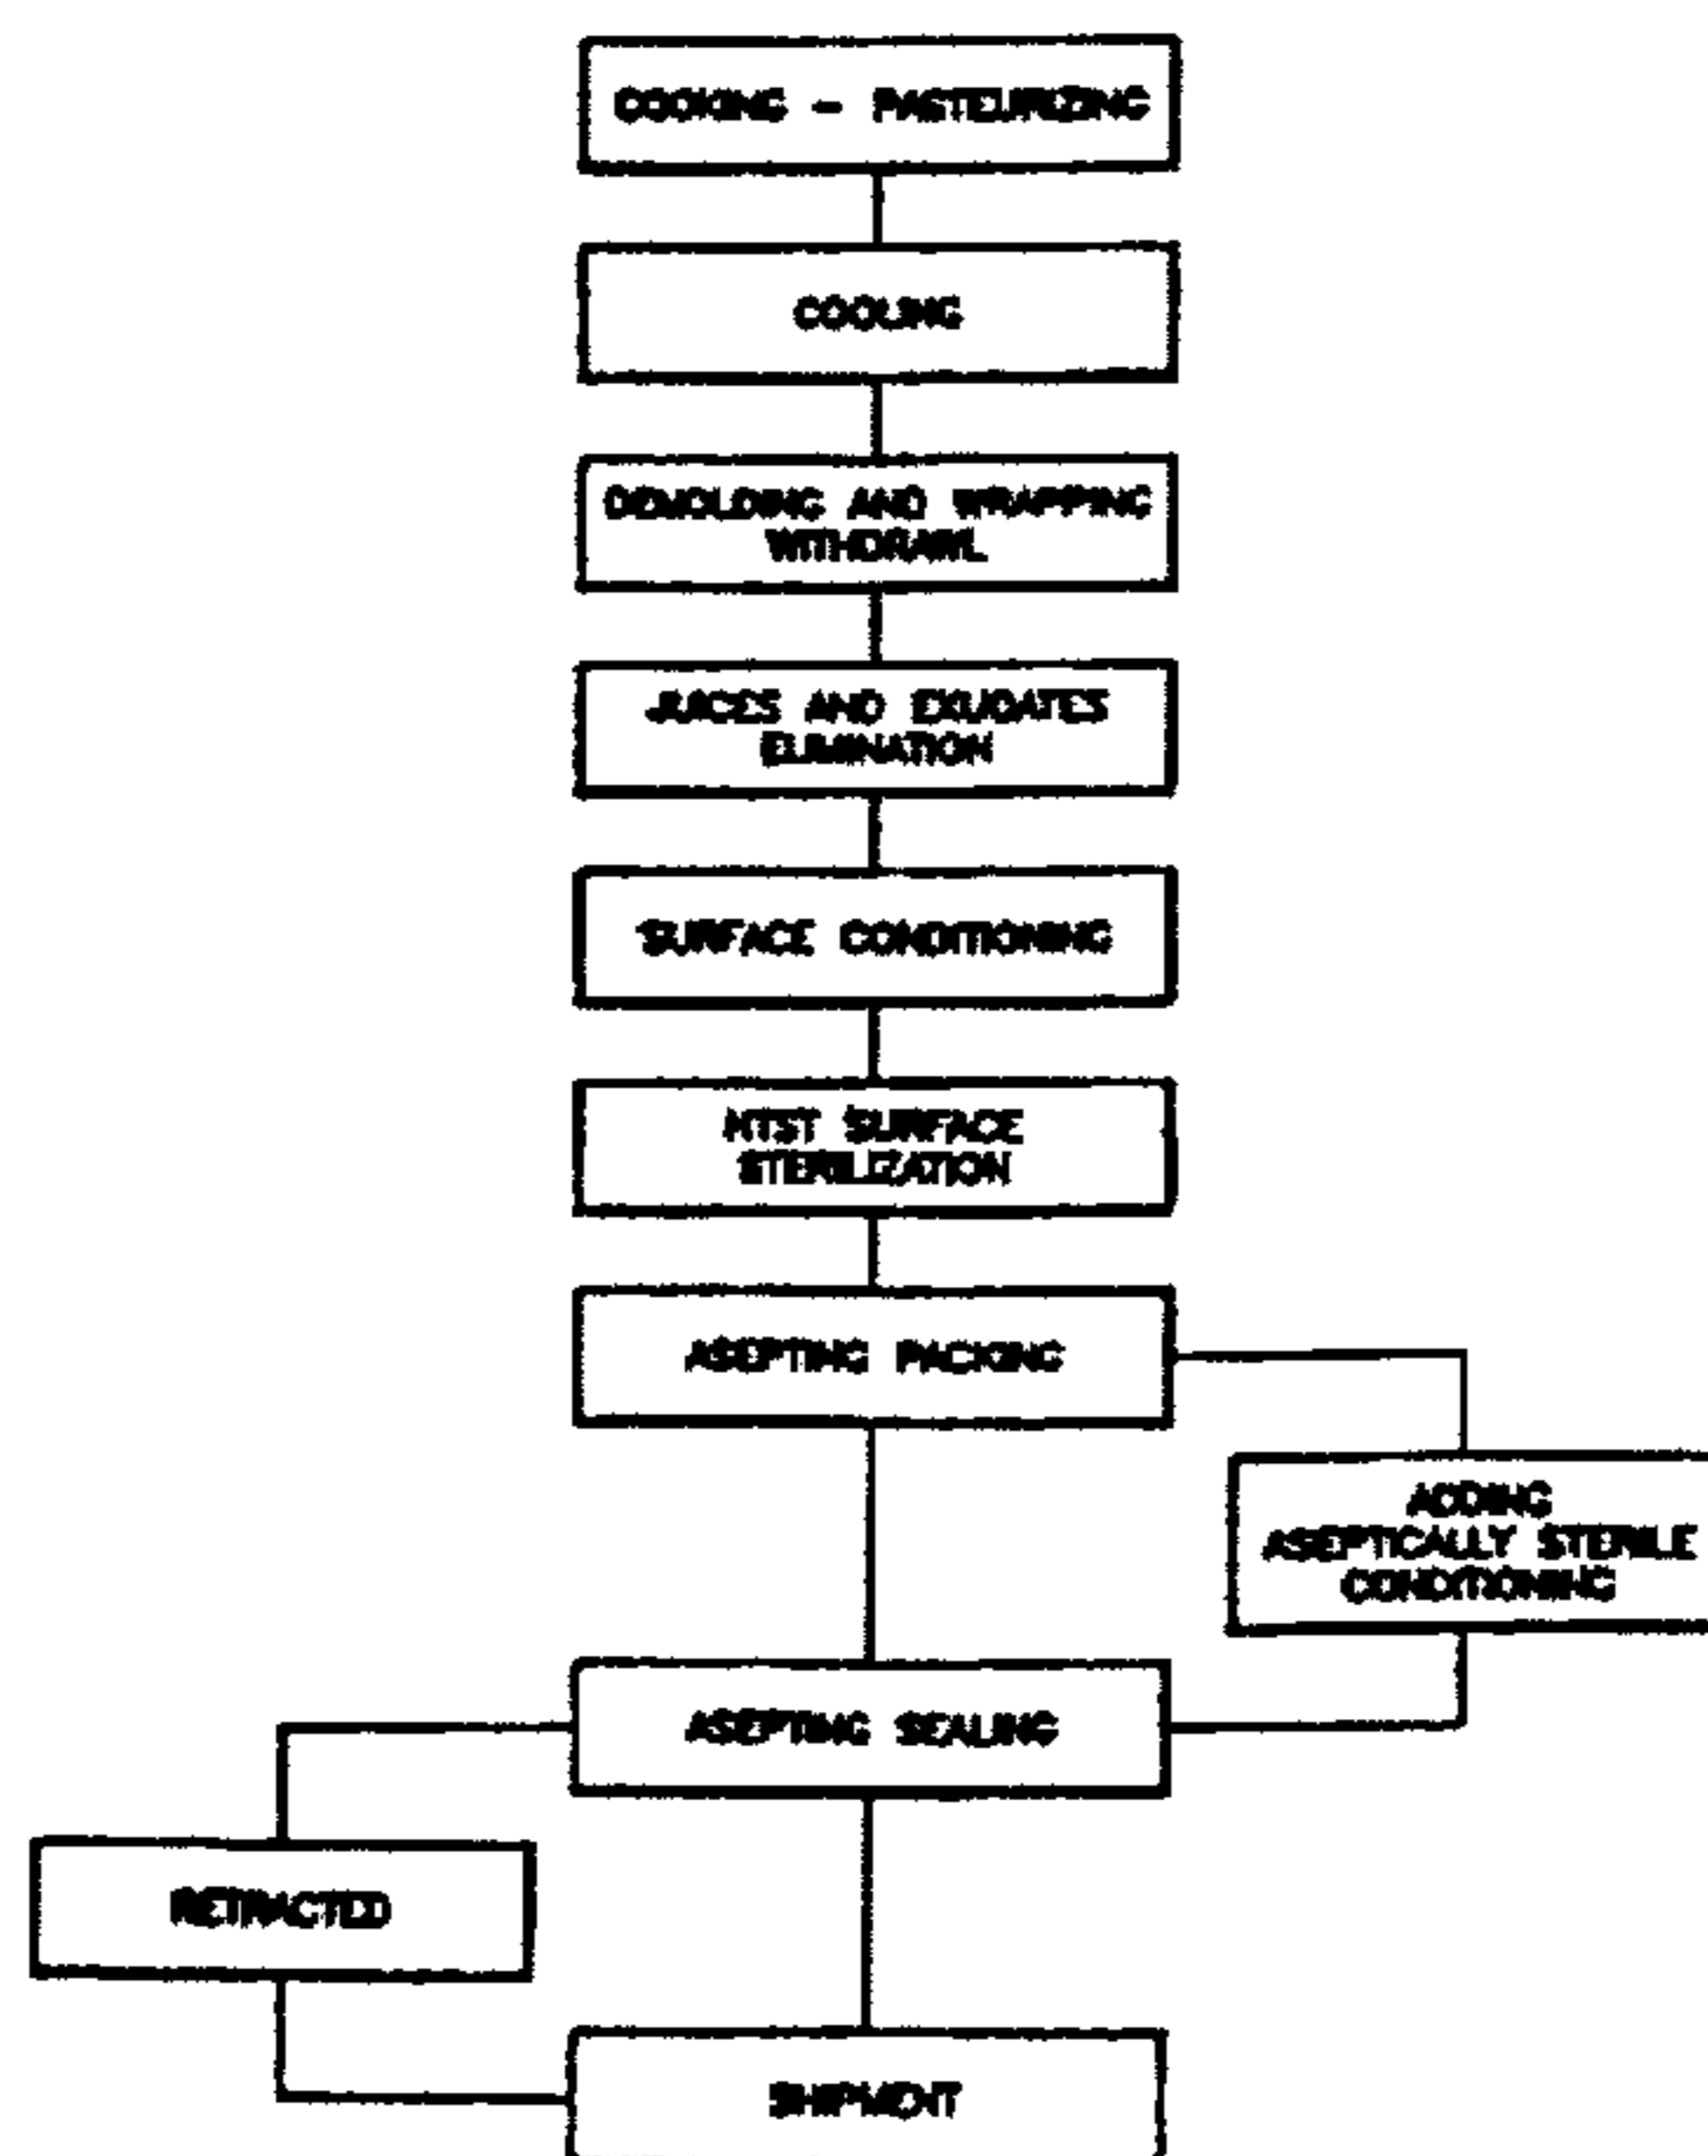 COOKING - PASTEURIZING
COOLING
DEMOLDING AND WRAPPING
WITHDRAWL
JUICES AND EXUDATES
ELIMINATION
SURFACE CONDITIONING
HTST SURFACE
STERILIZATION
ASEPTING PACKING
ADDING
ASEPTICALLY STERILE
CONDITIONING
ASEPTING SEALING
RETRACTED
SHIPMENT